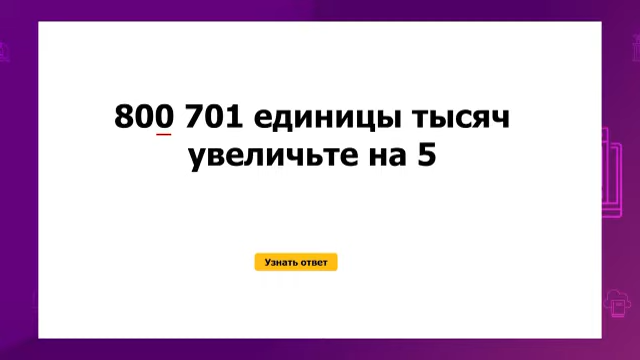 800 701 единицы тысяч
увеличьте на 5
Узнать ответ